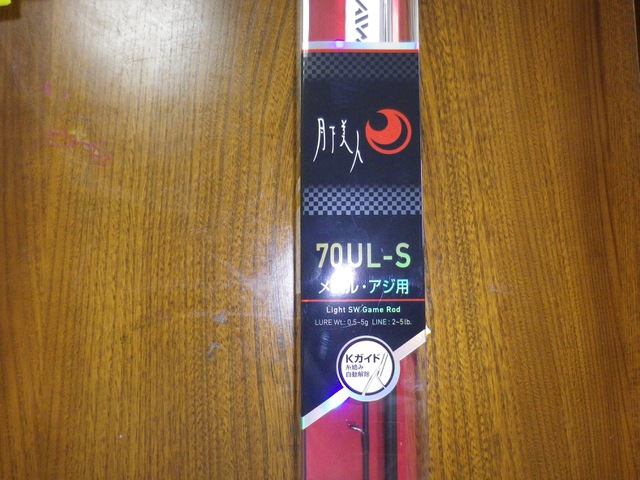 月下美人
70UL-S
メバル・アジ用
Light SW Game Rod
LURE Wt.: 0.5-5g LINE: 2-5lb.
Kガイド
糸絡み
自動解除